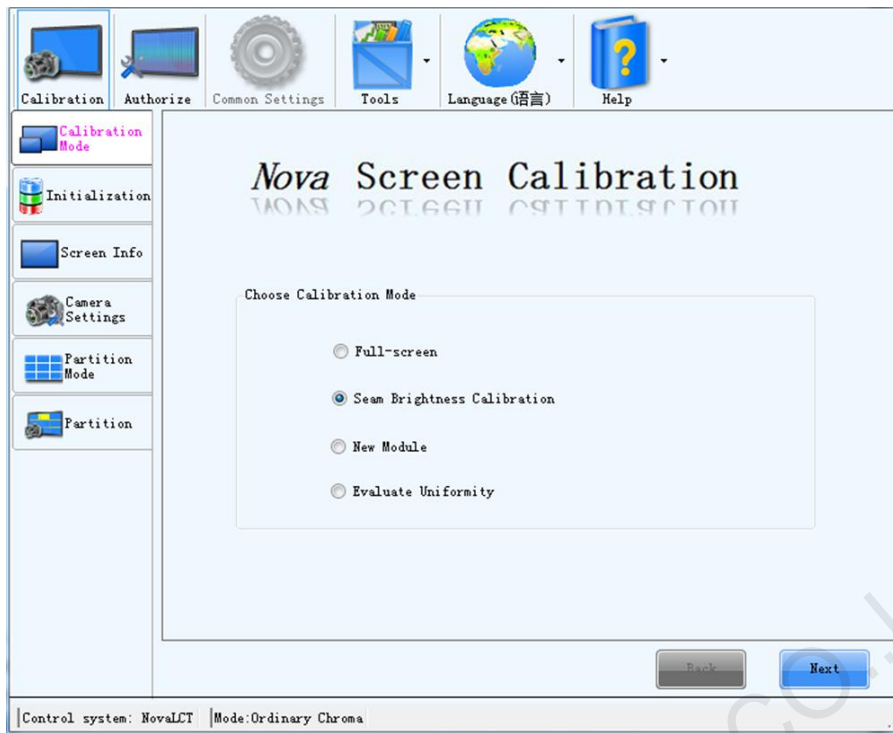 Calibration
Authorize
Common Settings
Tools
Language(语言)
Help
Calibration
Mode
Initialization
Screen Info
Camera
Settings
Partition
Mode
Partition
Nova Screen Calibration
Choose Calibration Mode
Full-screen
Seam Brightness Calibration
New Module
Evaluate Uniformity
Back
Next
Control system: NovaLCT
Mode:Ordinary Chroma
CO.,